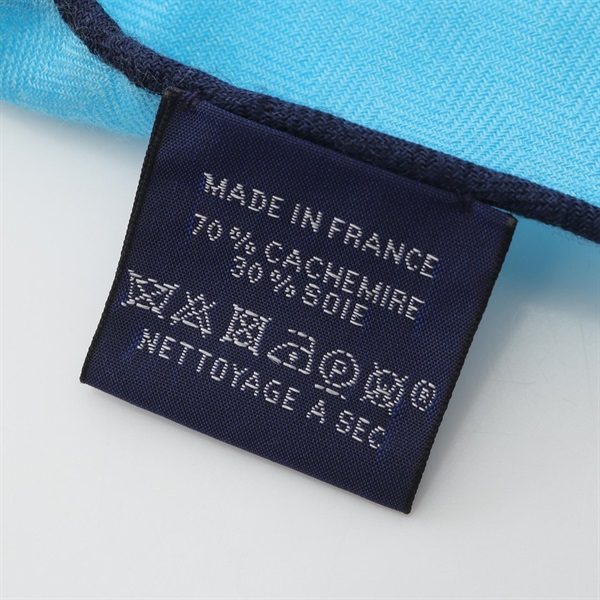 MADE IN FRANCE
70% CACHEMIRE
30% SOIE
P W ®
NETTOYAGE A SEC